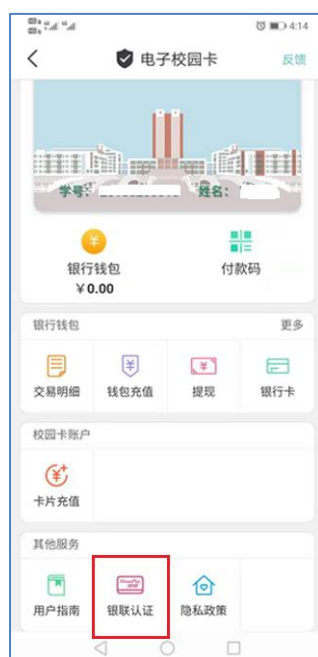 4:14
电子校园卡
反馈
学号:
姓名:
银行钱包
付款码
￥0.00
银行钱包
更多
交易明细
钱包充值
提现
银行卡
校园卡账户
卡片充值
其他服务
用户指南
银联认证
隐私政策